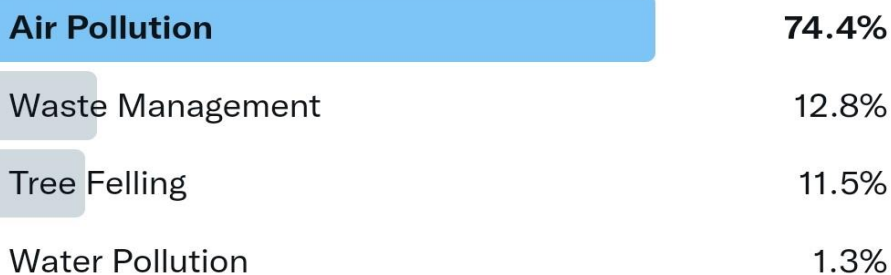 Air Pollution 74.4%
Waste Management 12.8%
Tree Felling 11.5%
Water Pollution 1.3%